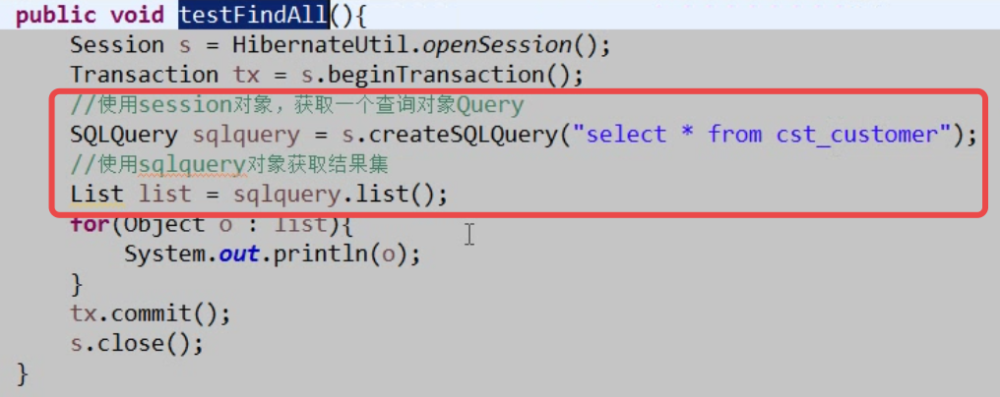 public void testFindAll(){
Session s = HibernateUtil.openSession();
Transaction tx = s.beginTransaction();
//使用session对象，获取一个查询对象Query
SQLQuery sqlquery = s.createSQLQuery("select * from cst_customer");
//使用sqlquery对象获取结果集
List list = sqlquery.list();
for(Object o : list){
System.out.println(o);
}
tx.commit();
s.close();
}